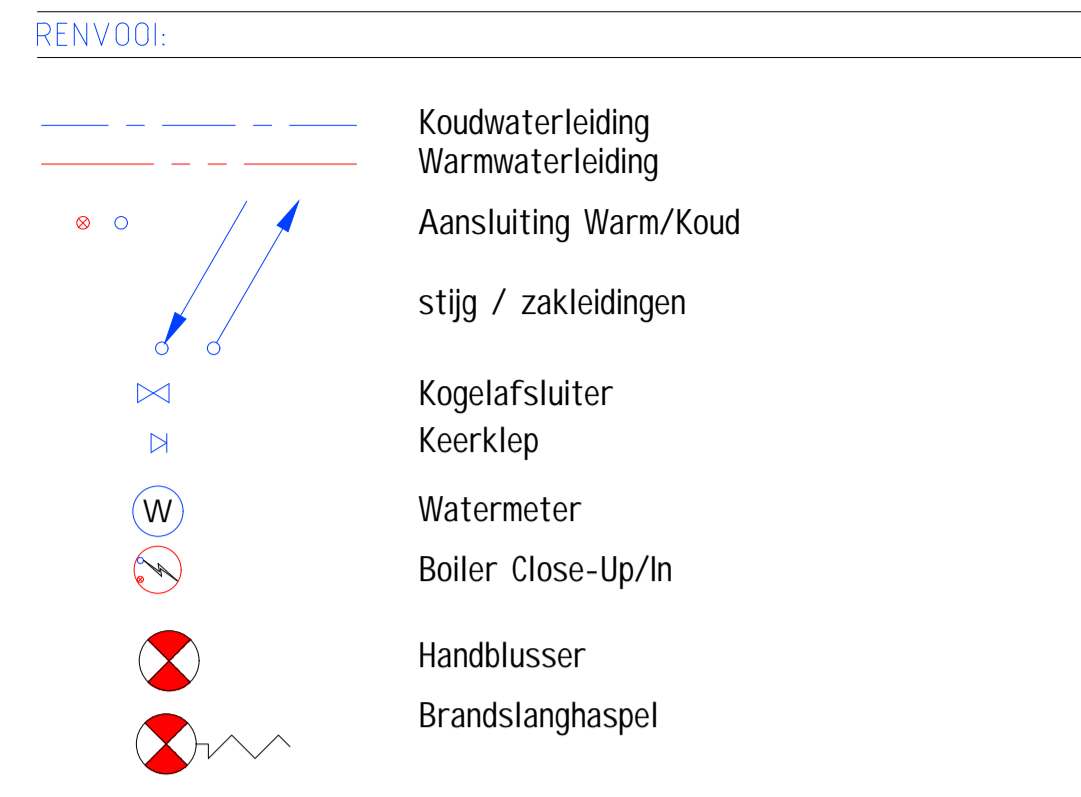 RENVOOI:
Koudwaterleiding
Warmwaterleiding
Aansluiting Warm/Koud
stijg / zakleidingen
Kogelafsluiter
Keerklep
W Watermeter
Boiler Close-Up/In
Handblusser
Brandslanghaspel